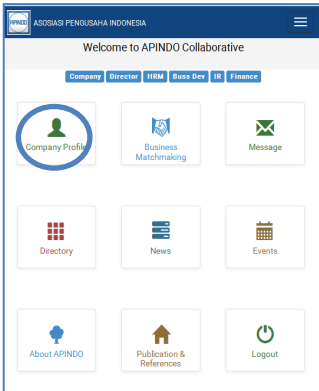 APINDO ASOSIASI PENGUSAHA INDONESIA
Welcome to APINDO Collaborative
Company Director HRM Buss Dev IR Finance
Company Profile
Business
Matchmaking
Message
Directory
News
Events
About APINDO
Publication &
References
Logout